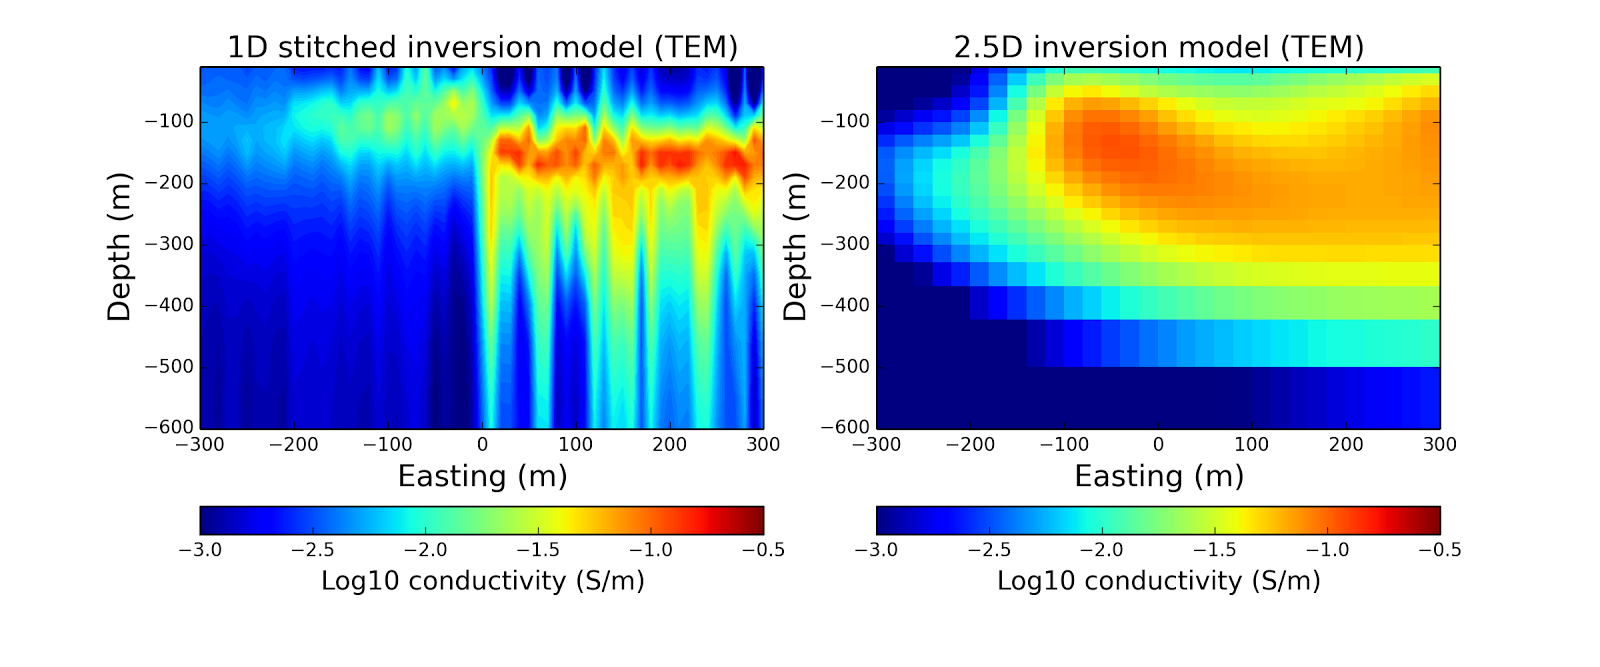 1D stitched inversion model (TEM)
2.5D inversion model (TEM)
Depth (m)
−100
−200
−300
−400
−500
−600
−300 −200 −100 0 100 200 300
Easting (m)
Depth (m)
−100
−200
−300
−400
−500
−600
−300 −200 −100 0 100 200 300
Easting (m)
−3.0 −2.5 −2.0 −1.5 −1.0 −0.5
Log10 conductivity (S/m)
−3.0 −2.5 −2.0 −1.5 −1.0 −0.5
Log10 conductivity (S/m)